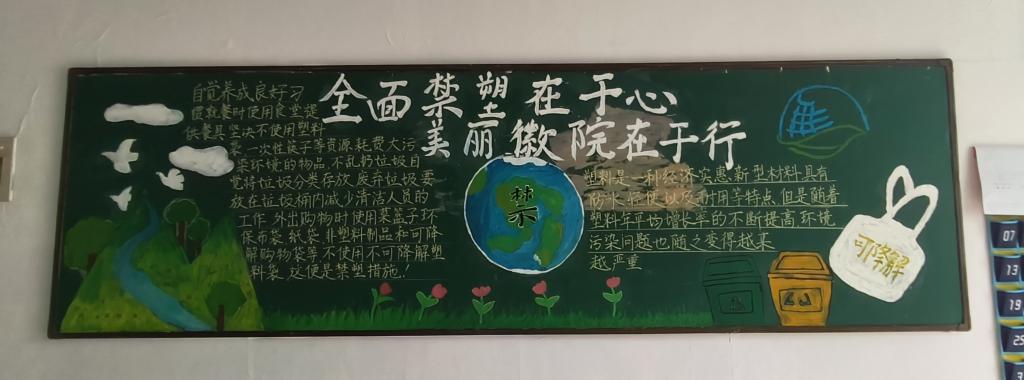 全面禁塑在于心
美丽徽院在于行
自觉养成良好习
惯就餐时使用食堂提
供餐具坚决不使用塑料
袋一次性筷子等资源耗费大污
染环境的物品不乱扔垃圾自
觉将垃圾分类存放废弃垃圾要
放在垃圾桶内减少清洁人员的
工作外出购物时使用菜篮子环
保布袋纸袋非塑料制品和可降
解购物袋等不使用不可降解塑
料袋这便是禁塑措施!
禁
塑料是一种经济实惠新型材料具有
防水轻便以及耐用等特点但是随着
塑料年平均增长率的不断提高环境
污染问题也随之变得越来
越严重
可降解
07
13
19
25